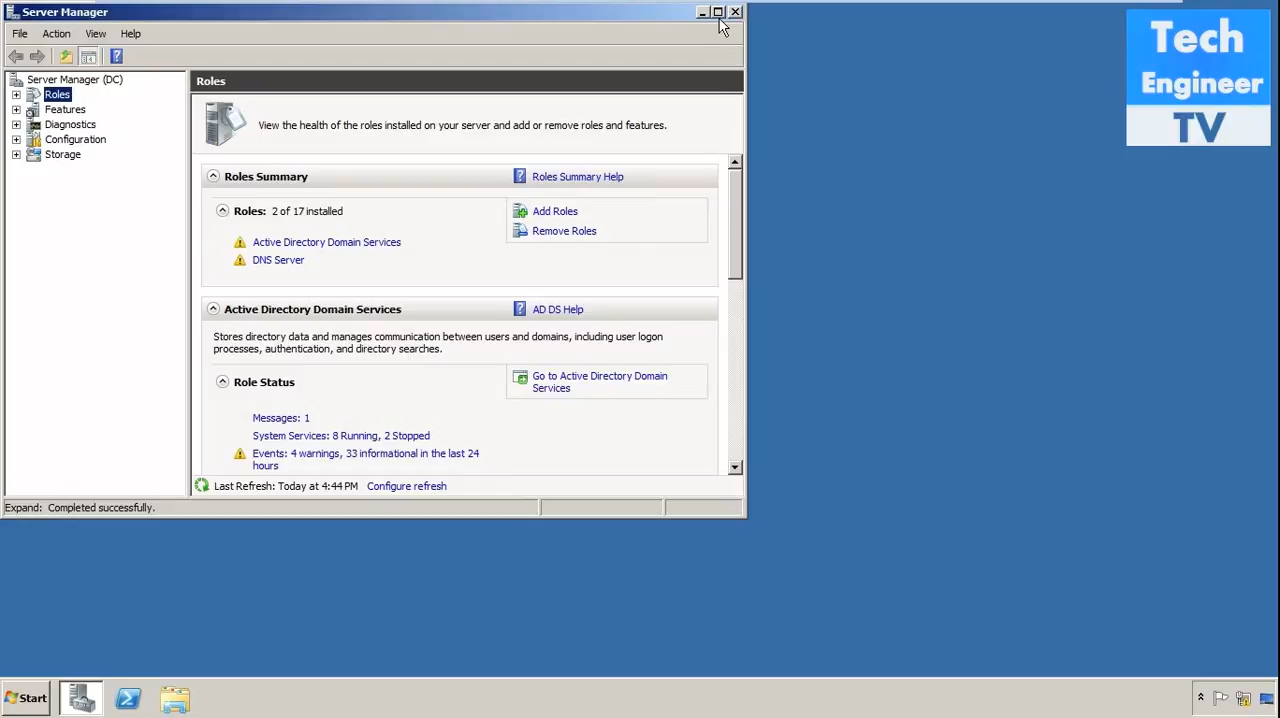 Server Manager
File Action View Help
Server Manager (DC)
Roles
Features
Diagnostics
Configuration
Storage
Roles
View the health of the roles installed on your server and add or remove roles and features.
Roles Summary
Roles Summary Help
Roles: 2 of 17 installed
Add Roles
Remove Roles
Active Directory Domain Services
DNS Server
Active Directory Domain Services
AD DS Help
Stores directory data and manages communication between users and domains, including user logon
processes, authentication, and directory searches.
Role Status
Go to Active Directory Domain
Services
Messages: 1
System Services: 8 Running, 2 Stopped
Events: 4 warnings, 33 informational in the last 24
hours
Last Refresh: Today at 4:44 PM Configure refresh
Expand: Completed successfully.
Tech
Engineer
TV
Start